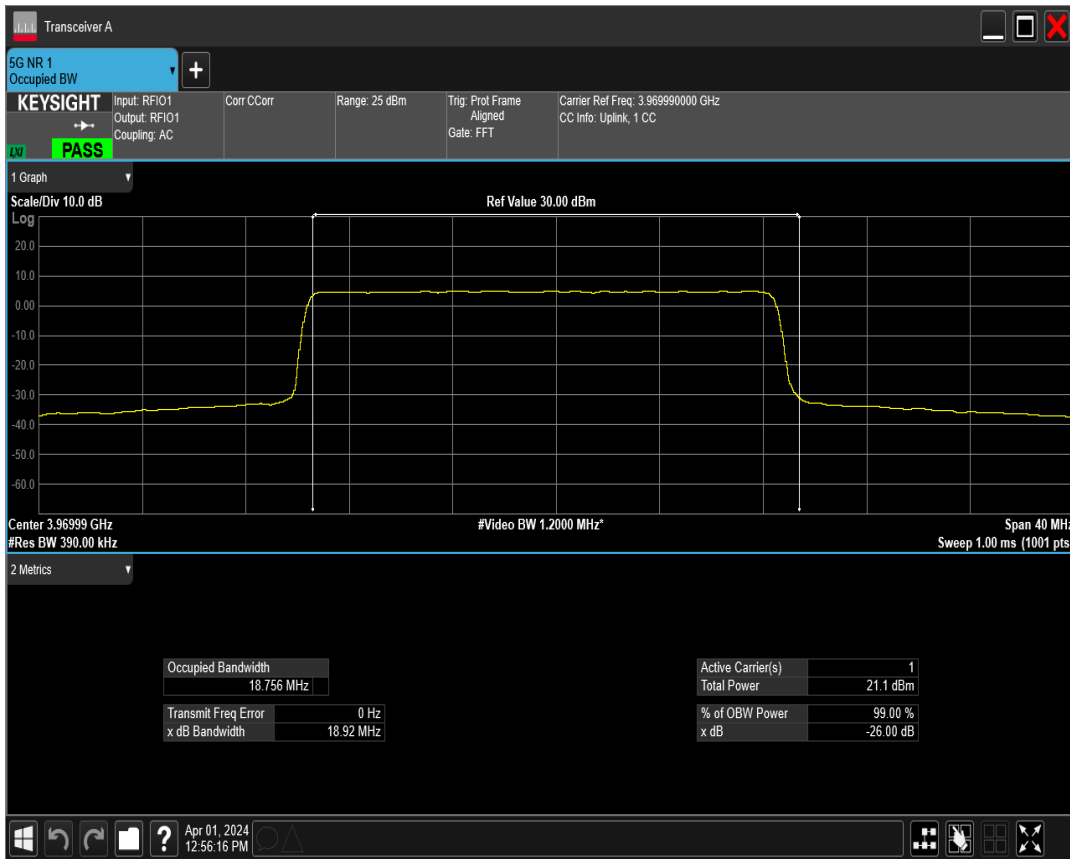 Transceiver A
5G NR 1
Occupied BW
KEYSIGHT
LXI
PASS
Input: RFIO1
Output: RFIO1
Coupling: AC
Corr CCorr
Range: 25 dBm
Trig: Prot Frame
Aligned
Gate: FFT
Carrier Ref Freq: 3.969990000 GHz
CC Info: Uplink, 1 CC
1 Graph
Scale/Div 10.0 dB
Ref Value 30.00 dBm
Log
20.0
10.0
0.00
-10.0
-20.0
-30.0
-40.0
-50.0
-60.0
Center 3.96999 GHz
#Video BW 1.2000 MHz*
Span 40 MHz
#Res BW 390.00 kHz
Sweep 1.00 ms (1001 pts
2 Metrics
Occupied Bandwidth
18.756 MHz
Transmit Freq Error 0 Hz
x dB Bandwidth 18.92 MHz
Active Carrier(s) 1
Total Power 21.1 dBm
% of OBW Power 99.00 %
x dB -26.00 dB
?
Apr 01, 2024
12:56:16 PM